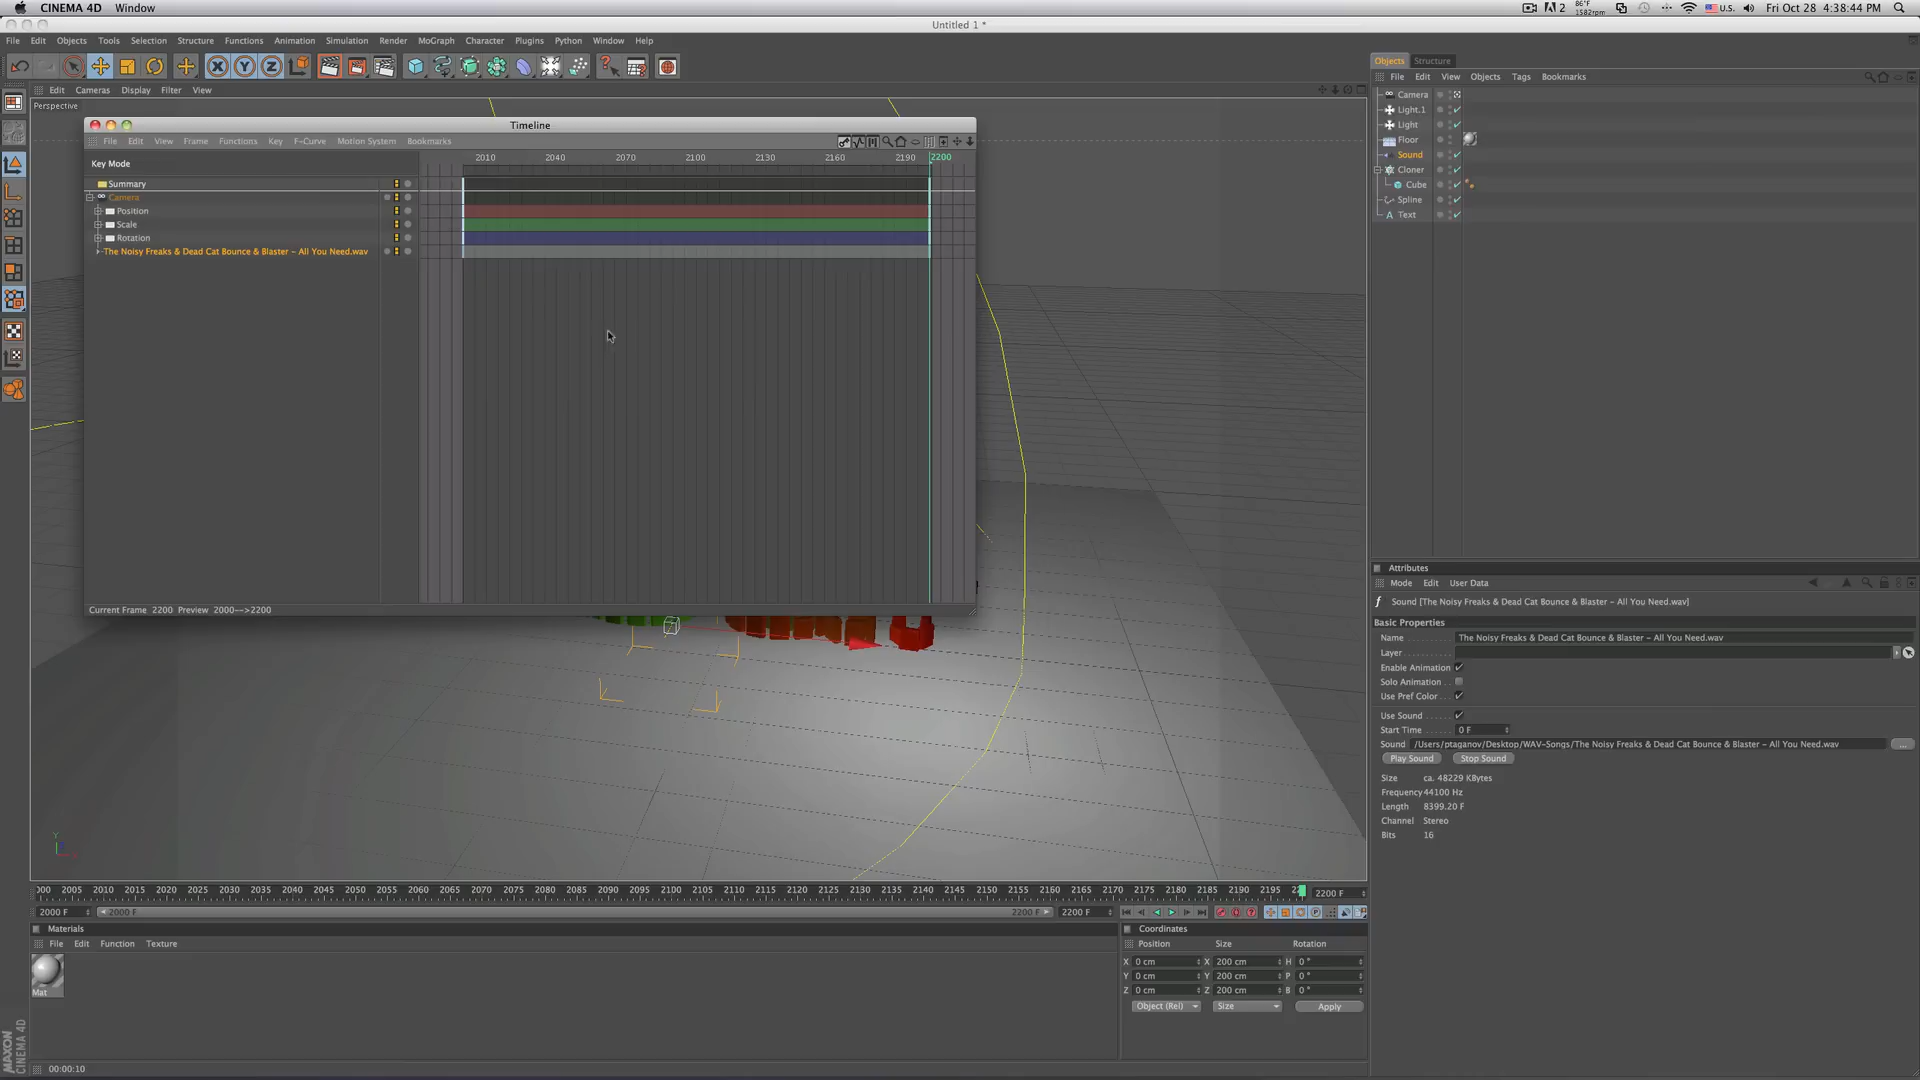 CINEMA 4D Window
2 86°F 1582rpm U.S. Fri Oct 28 4:38:44 PM
Untitled 1 *
File Edit Objects Tools Selection Structure Functions Animation Simulation Render MoGraph Character Plugins Python Window Help
Edit Cameras Display Filter View
Perspective
Timeline
File Edit View Frame Functions Key F-Curve Motion System Bookmarks
2010 2040 2070 2100 2130 2160 2190 2200
Key Mode
Summary
Camera
Position
Scale
Rotation
The Noisy Freaks & Dead Cat Bounce & Blaster - All You Need.wav
Current Frame 2200 Preview 2000-->2200
Y
000 2005 2010 2015 2020 2025 2030 2035 2040 2045 2050 2055 2060 2065 2070 2075 2080 2085 2090 2095 2100 2105 2110 2115 2120 2125 2130 2135 2140 2145 2150 2155 2160 2165 2170 2175 2180 2185 2190 2195 2200 F
2000 F 2000 F 2200 F 2200 F
Materials
File Edit Function Texture
Mat
Coordinates
Position Size Rotation
X 0 cm X 200 cm H 0 °
Y 0 cm Y 200 cm P 0 °
Z 0 cm Z 200 cm B 0 °
Object (Rel) Size Apply
MAXON
CINEMA 4D
00:00:10
Objects Structure
File Edit View Objects Tags Bookmarks
Camera
Light.1
Light
Floor
Sound
Cloner
Cube
Spline
Text
Attributes
Mode Edit User Data
Sound [The Noisy Freaks & Dead Cat Bounce & Blaster - All You Need.wav]
Basic Properties
Name The Noisy Freaks & Dead Cat Bounce & Blaster - All You Need.wav
Layer
Enable Animation
Solo Animation
Use Pref Color
Use Sound
Start Time 0 F
Sound /Users/ptaganov/Desktop/WAV-Songs/The Noisy Freaks & Dead Cat Bounce & Blaster - All You Need.wav ...
Play Sound Stop Sound
Size ca. 48229 KBytes
Frequency 44100 Hz
Length 8399.20 F
Channel Stereo
Bits 16